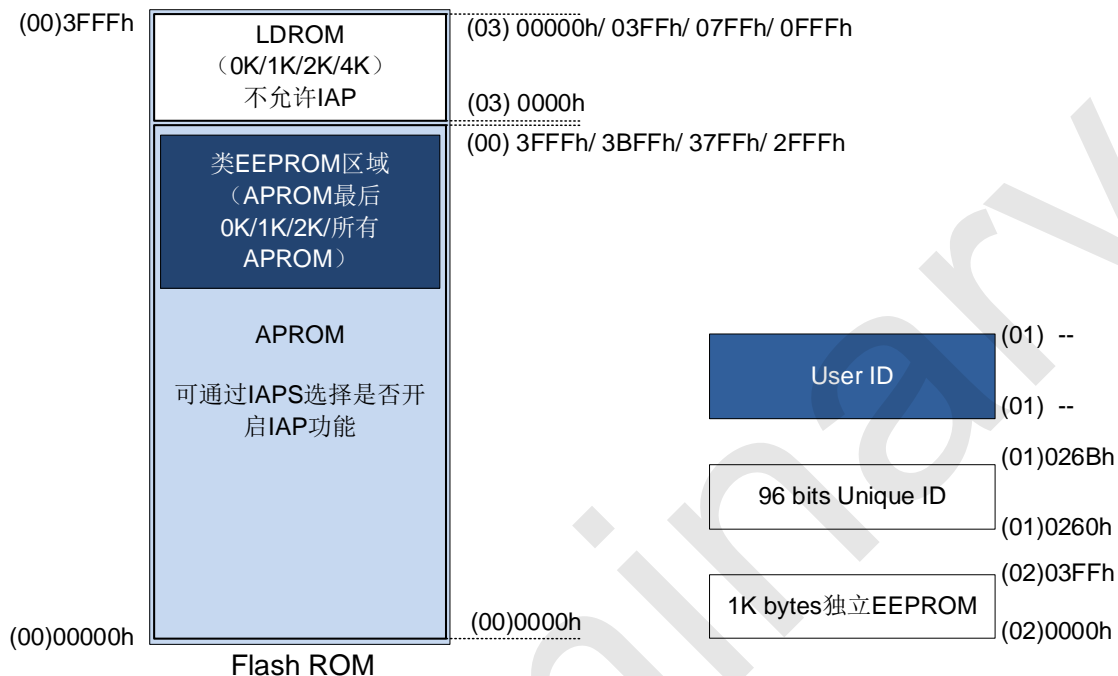 (00)3FFFh
LDROM
（0K/1K/2K/4K）
不允许IAP
(03) 00000h/ 03FFh/ 07FFh/ 0FFFh
(03) 0000h
(00) 3FFFh/ 3BFFh/ 37FFh/ 2FFFh
类EEPROM区域
（APROM最后
0K/1K/2K/所有
APROM）
APROM
可通过IAPS选择是否开
启IAP功能
(00)00000h
(00)0000h
Flash ROM
User ID
(01) --
(01) --
96 bits Unique ID
(01)026Bh
(01)0260h
1K bytes独立EEPROM
(02)03FFh
(02)0000h
minary